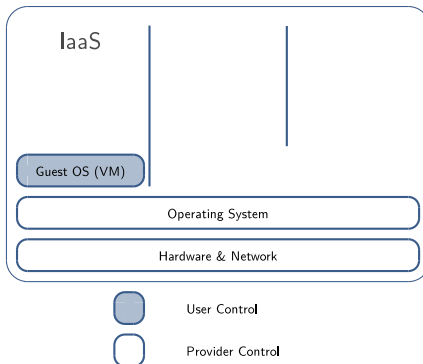 IaaS
Guest OS (VM)
Operating System
Hardware & Network
User Control
Provider Control